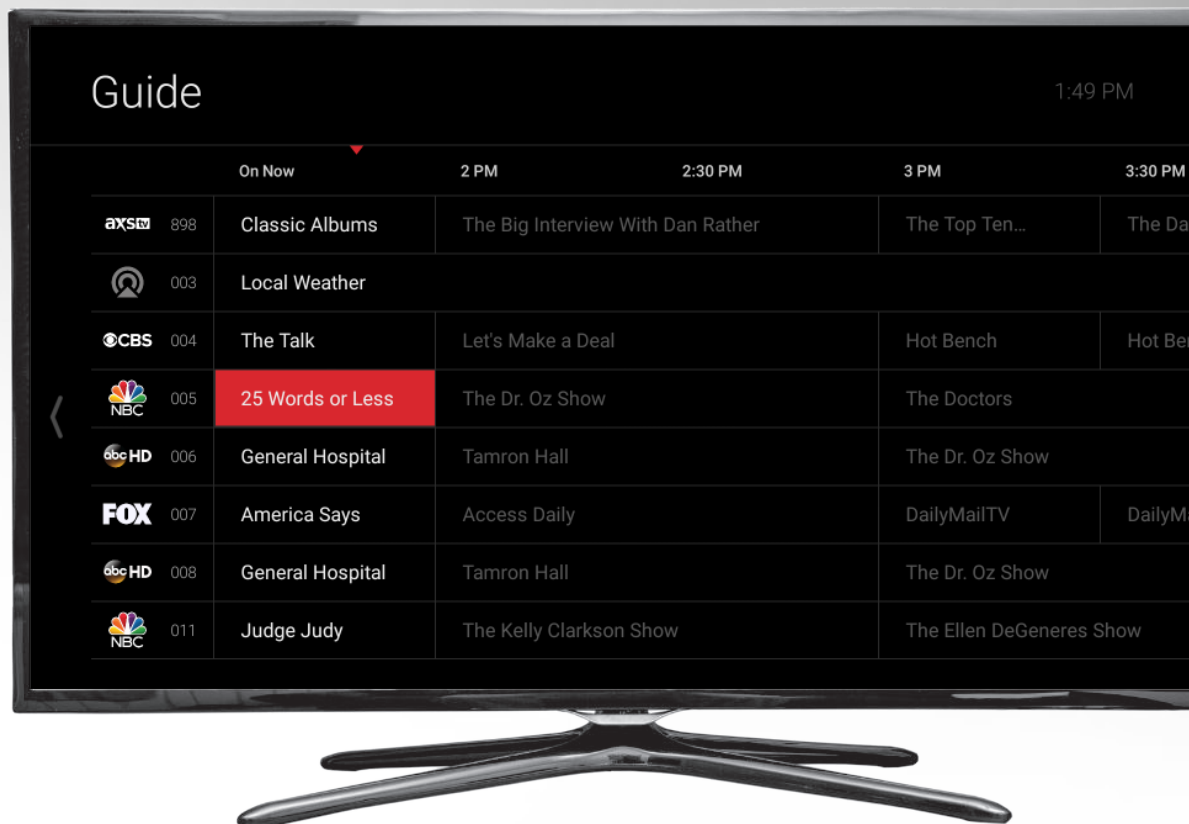 Guide
1:49 PM
On Now 2 PM 2:30 PM 3 PM 3:30 PM
axs tv 898 Classic Albums The Big Interview With Dan Rather The Top Ten… The Da
003 Local Weather
CBS 004 The Talk Let's Make a Deal Hot Bench Hot Be
NBC 005 25 Words or Less The Dr. Oz Show The Doctors
abc HD 006 General Hospital Tamron Hall The Dr. Oz Show
FOX 007 America Says Access Daily DailyMailTV DailyM
abc HD 008 General Hospital Tamron Hall The Dr. Oz Show
NBC 011 Judge Judy The Kelly Clarkson Show The Ellen DeGeneres Show